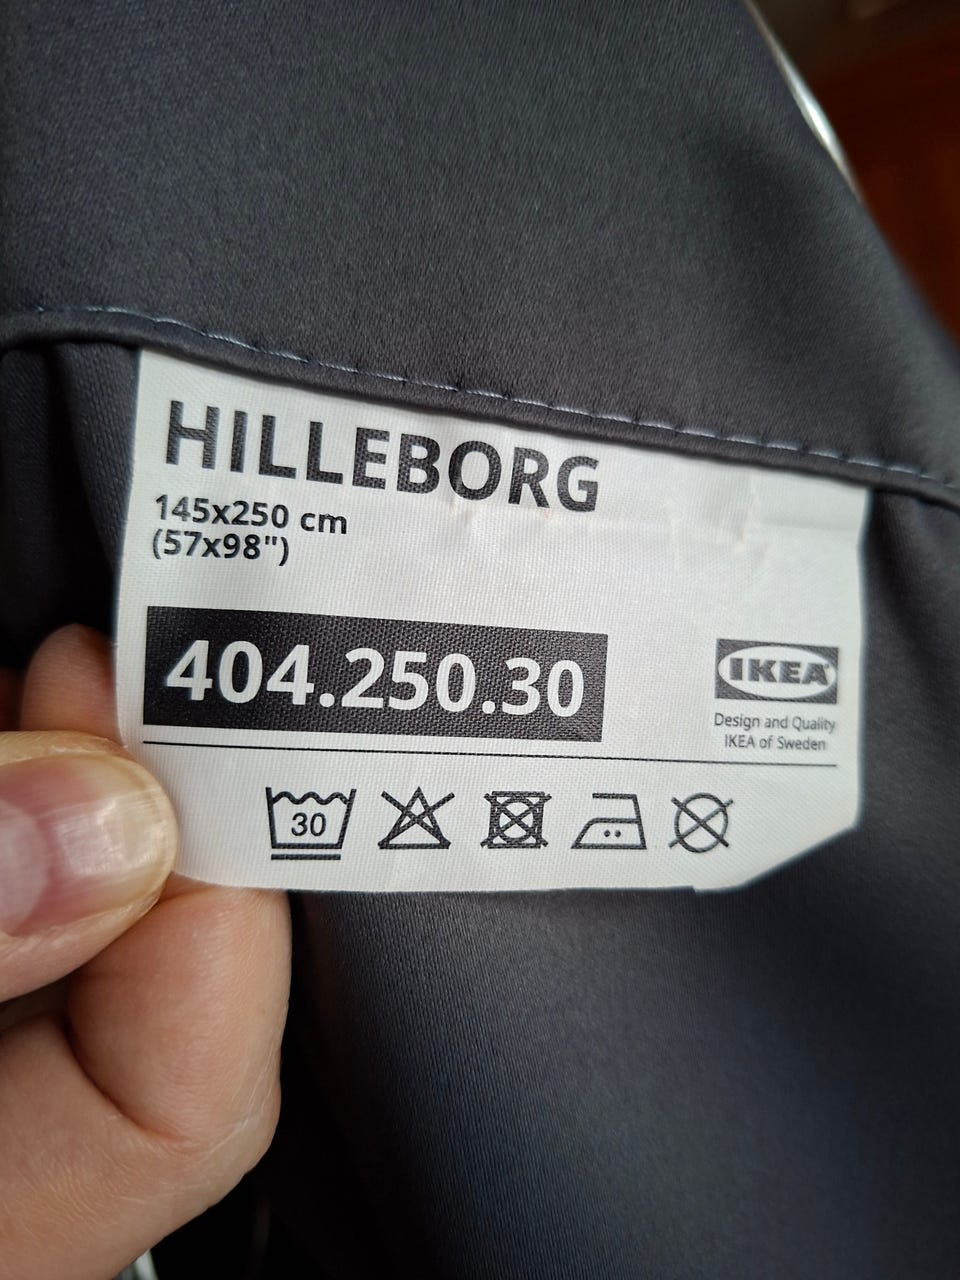 HILLEBORG
145x250 cm
(57x98")
404.250.30
IKEA
Design and Quality
IKEA of Sweden
30